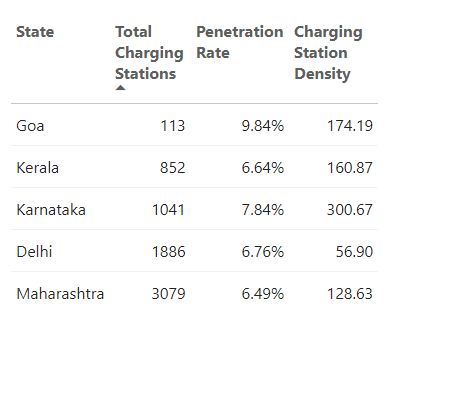 State Total Charging Stations Penetration Rate Charging Station Density
Goa 113 9.84% 174.19
Kerala 852 6.64% 160.87
Karnataka 1041 7.84% 300.67
Delhi 1886 6.76% 56.90
Maharashtra 3079 6.49% 128.63